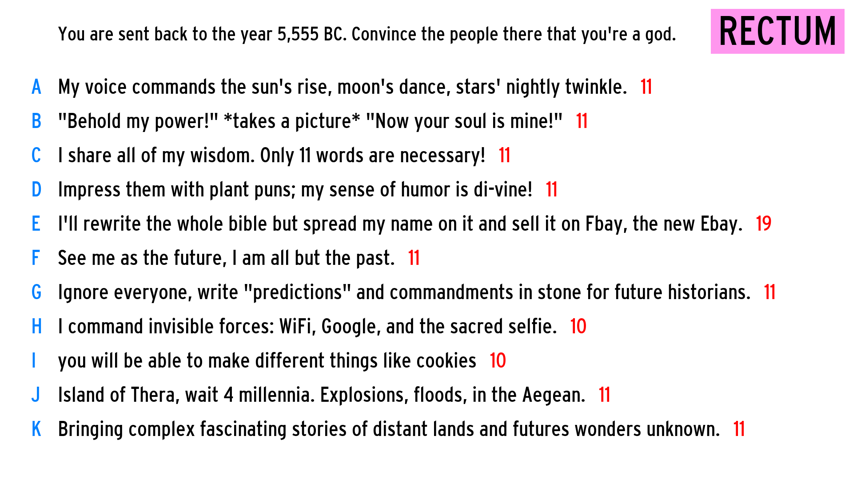 You are sent back to the year 5,555 BC. Convince the people there that you're a god.
RECTUM
A My voice commands the sun's rise, moon's dance, stars' nightly twinkle. 11
B "Behold my power!" *takes a picture* "Now your soul is mine!" 11
C I share all of my wisdom. Only 11 words are necessary! 11
D Impress them with plant puns; my sense of humor is di-vine! 11
E I'll rewrite the whole bible but spread my name on it and sell it on Fbay, the new Ebay. 19
F See me as the future, I am all but the past. 11
G Ignore everyone, write "predictions" and commandments in stone for future historians. 11
H I command invisible forces: WiFi, Google, and the sacred selfie. 10
I you will be able to make different things like cookies 10
J Island of Thera, wait 4 millennia. Explosions, floods, in the Aegean. 11
K Bringing complex fascinating stories of distant lands and futures wonders unknown. 11